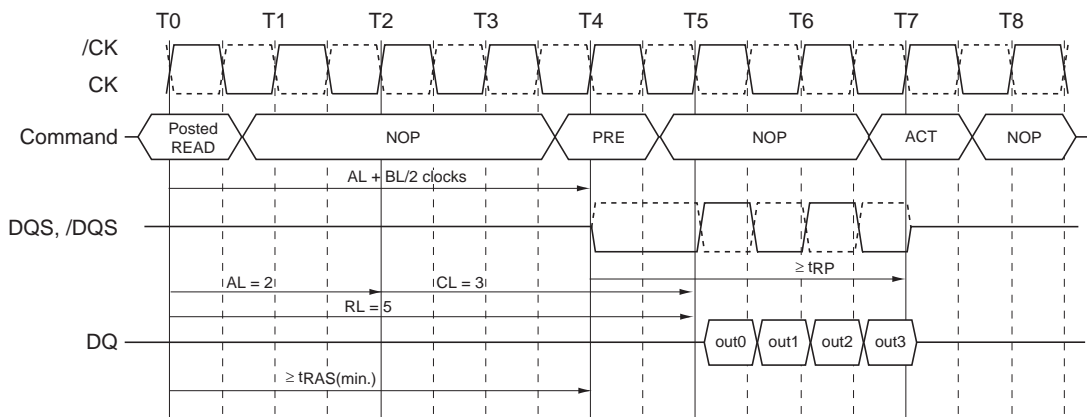 T0 T1 T2 T3 T4 T5 T6 T7 T8
/CK
CK
Command
Posted
READ
NOP
PRE
NOP
ACT
NOP
AL + BL/2 clocks
DQS, /DQS
≥ tRP
AL = 2
CL = 3
RL = 5
DQ
out0 out1 out2 out3
≥ tRAS(min.)